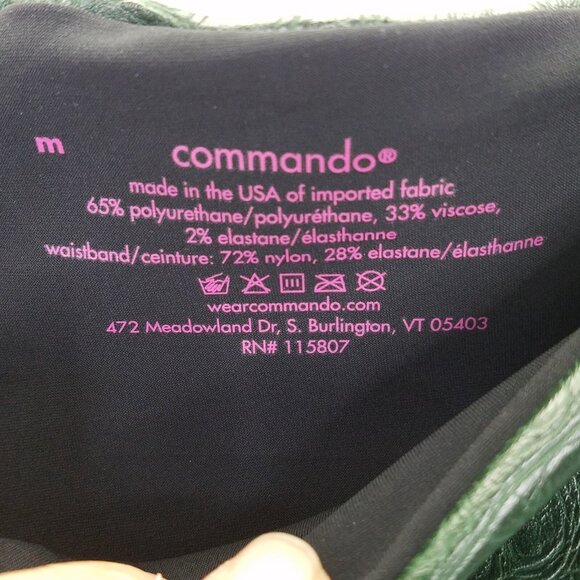 m
commando®
made in the USA of imported fabric
65% polyurethane/polyuréthane, 33% viscose,
2% elastane/élasthanne
waistband/ceinture: 72% nylon, 28% elastane/élasthanne
wearcommando.com
472 Meadowland Dr, S. Burlington, VT 05403
RN# 115807